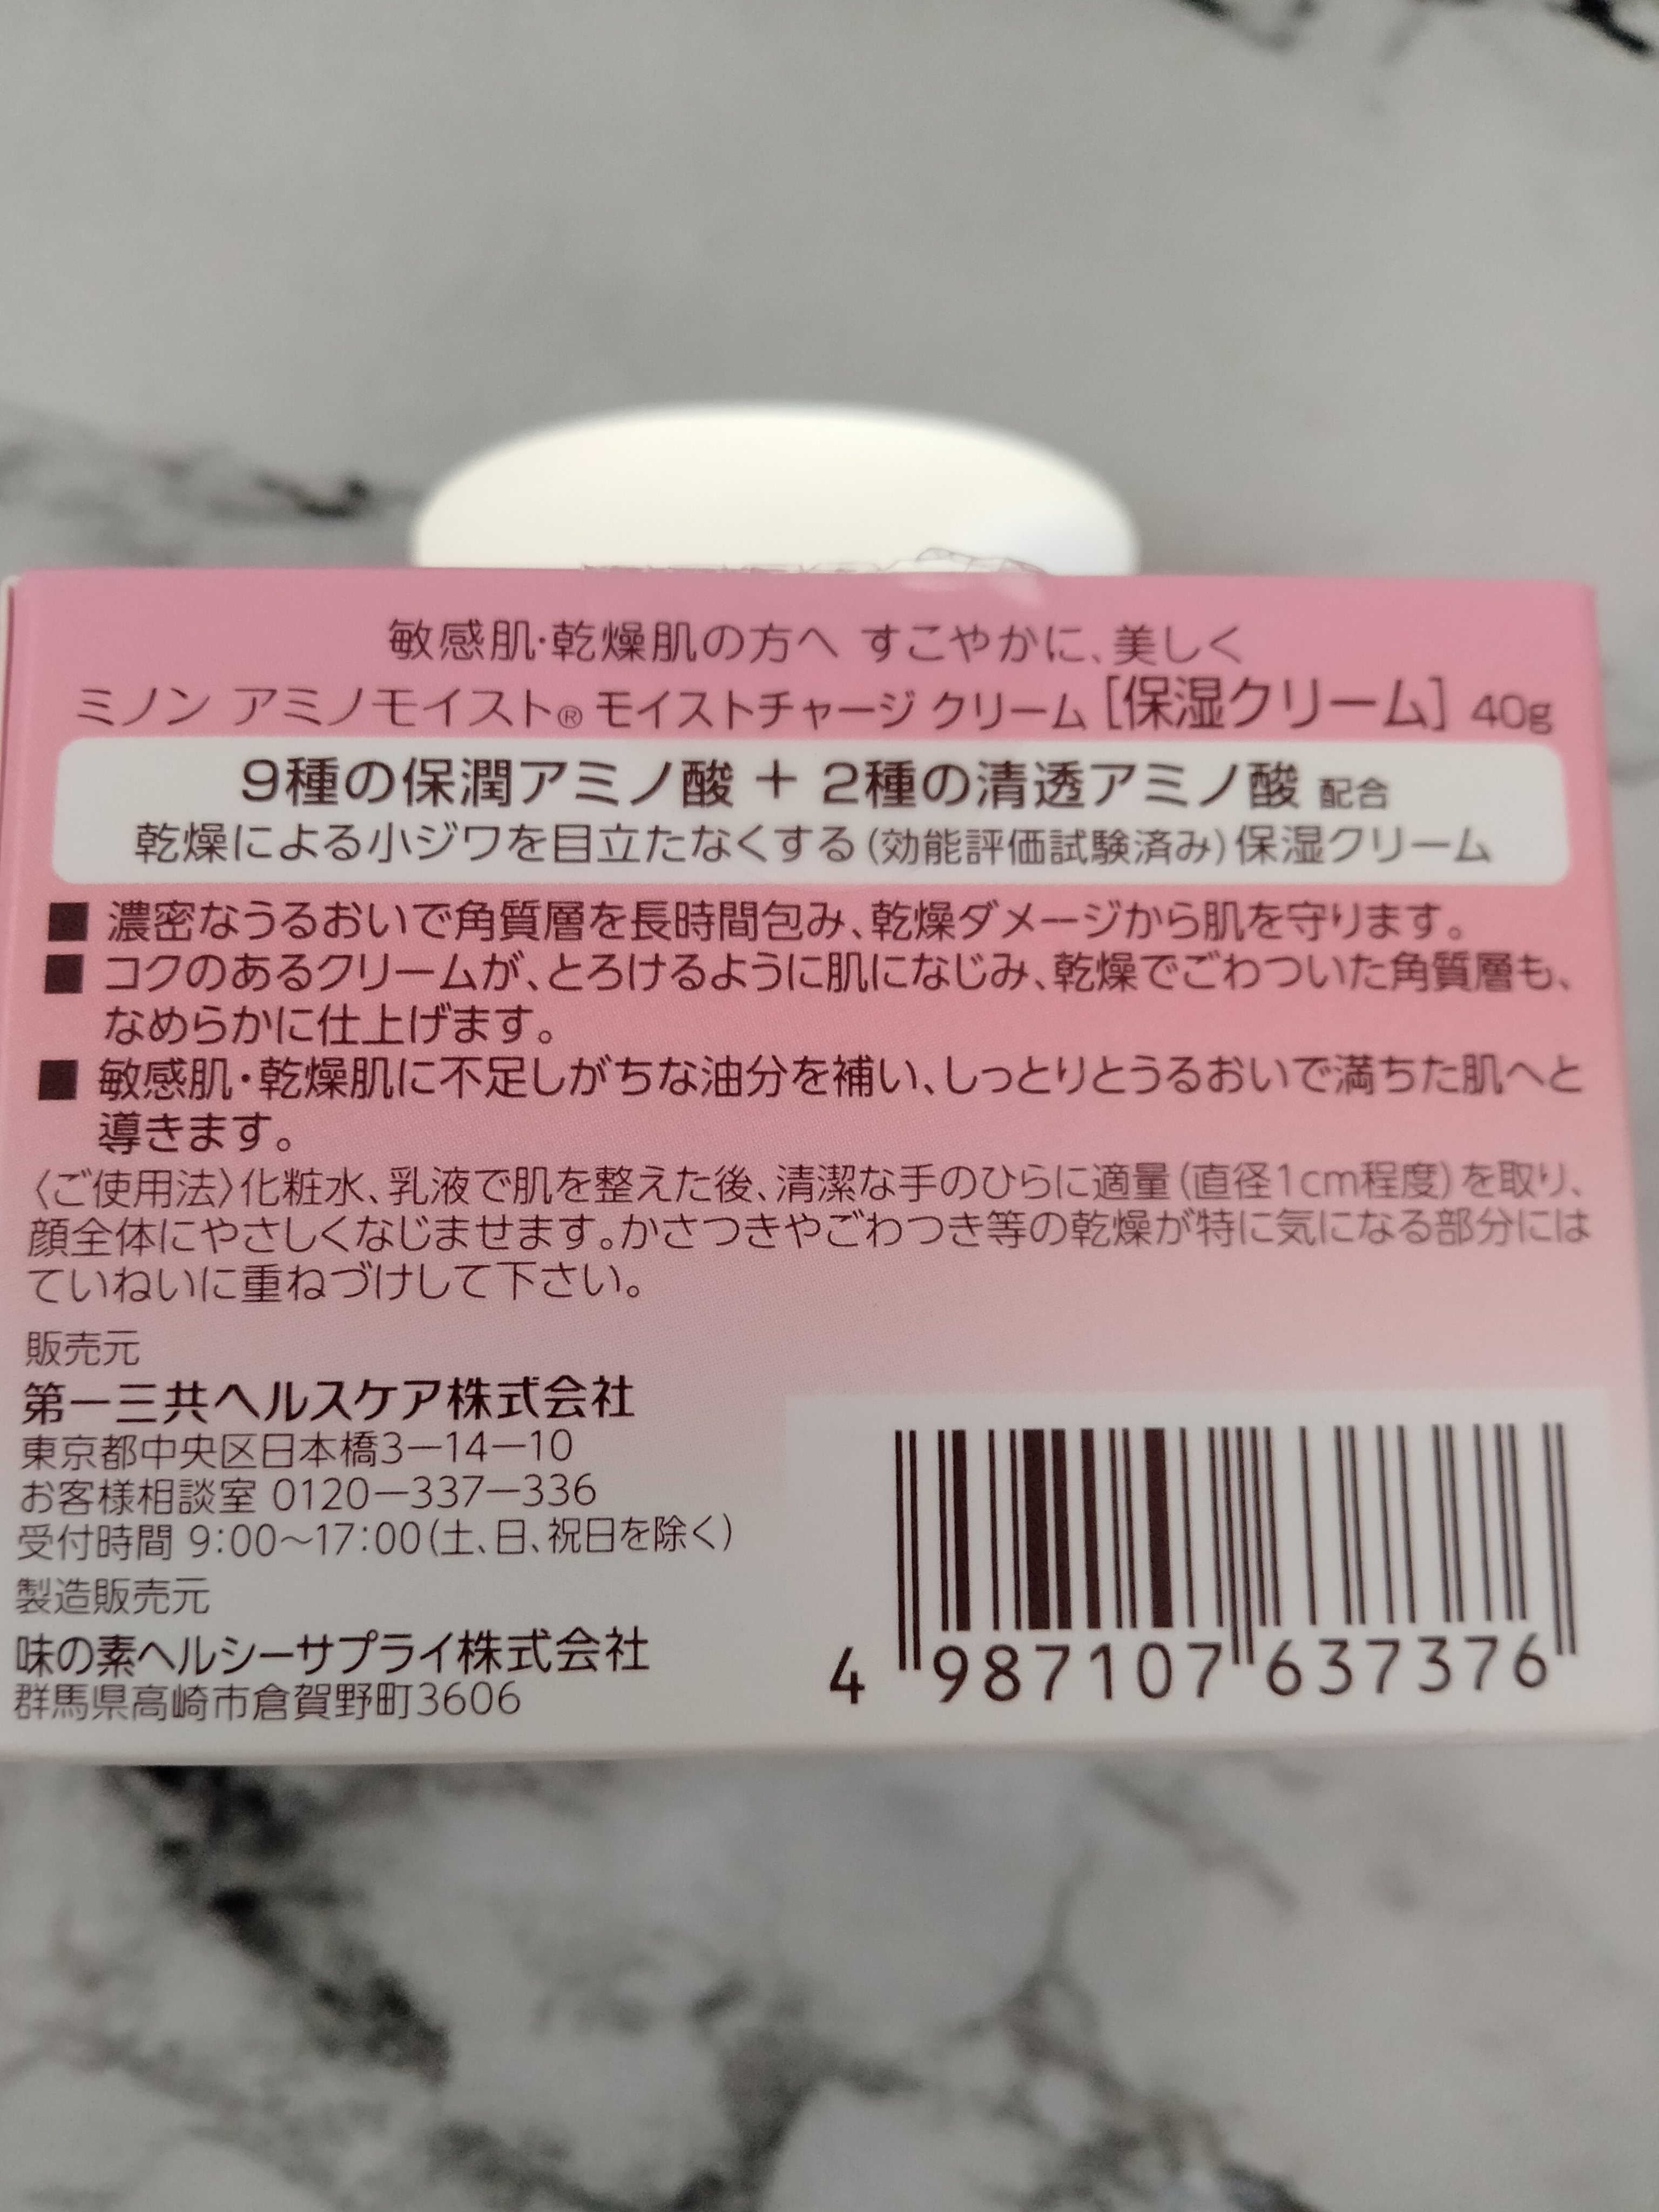 敏感肌・乾燥肌の方へ すこやかに、美しく
ミノン アミノモイスト® モイストチャージ クリーム [保湿クリーム] 40g
9種の保潤アミノ酸 + 2種の清透アミノ酸 配合
乾燥による小ジワを目立たなくする(効能評価試験済み)保湿クリーム
■ 濃密なうるおいで角質層を長時間包み、乾燥ダメージから肌を守ります。
■ コクのあるクリームが、とろけるように肌になじみ、乾燥でごわついた角質層も、
なめらかに仕上げます。
■ 敏感肌・乾燥肌に不足しがちな油分を補い、しっとりとうるおいで満ちた肌へと
導きます。
〈ご使用法〉化粧水、乳液で肌を整えた後、清潔な手のひらに適量(直径1cm程度)を取り、
顔全体にやさしくなじませます。かさつきやごわつき等の乾燥が特に気になる部分には
ていねいに重ねづけして下さい。
販売元
第一三共ヘルスケア株式会社
東京都中央区日本橋3－14－10
お客様相談室 0120－337－336
受付時間 9:00～17:00(土、日、祝日を除く)
製造販売元
味の素ヘルシーサプライ株式会社
群馬県高崎市倉賀野町3606
4 987107 637376